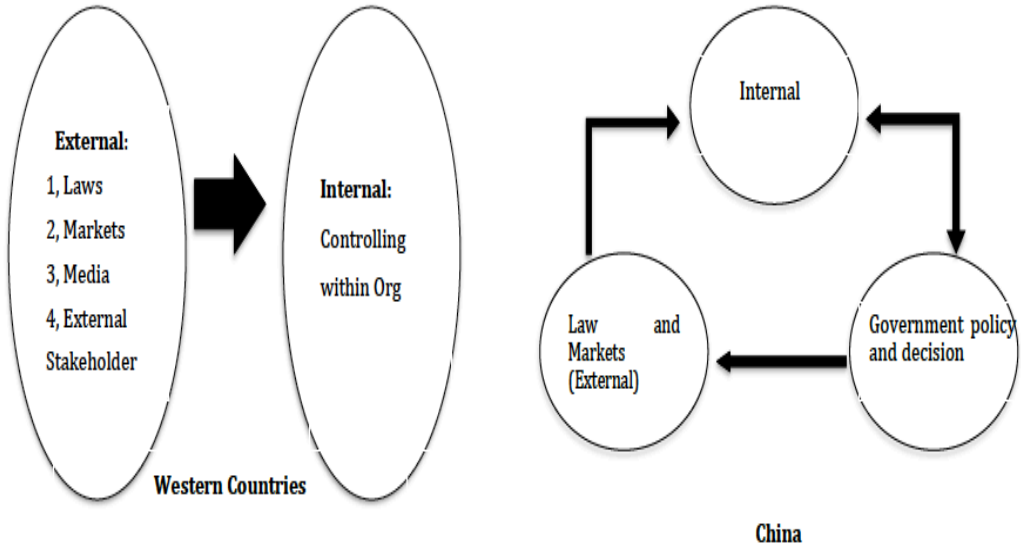 External:
1, Laws
2, Markets
3, Media
4, External
Stakeholder
Internal:
Controlling
within Org
Western Countries
Internal
Law and
Markets
(External)
Government policy
and decision
China